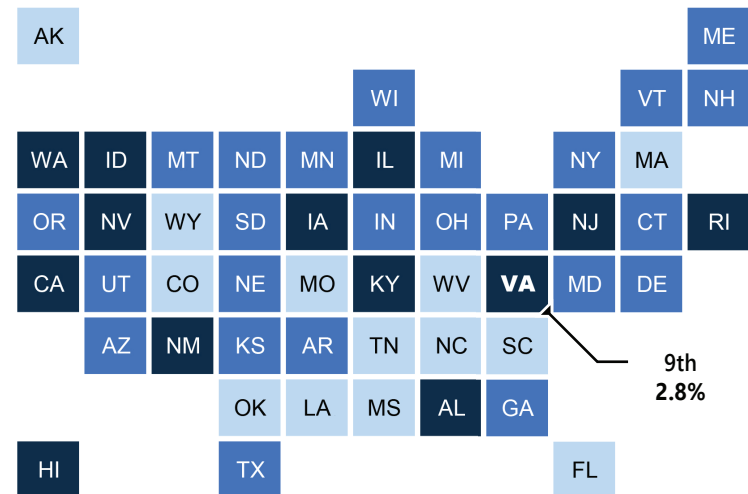 AK ME
WI VT NH
WA ID MT ND MN IL MI NY MA
OR NV WY SD IA IN OH PA NJ CT RI
CA UT CO NE MO KY WV VA MD DE
AZ NM KS AR TN NC SC
9th
2.8%
OK LA MS AL GA
HI TX FL